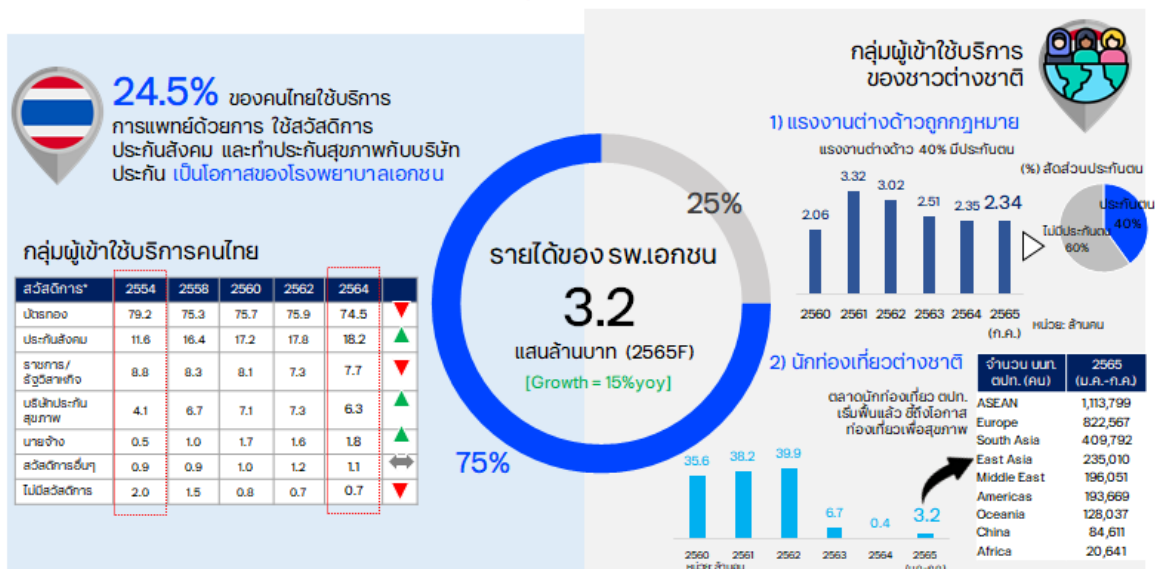 24.5% ของคนไทยใช้บริการ
การแพทย์ด้วยการ ใช้สวัสดิการ
ประกันสังคม และทำประกันสุขภาพกับบริษัท
ประกัน เป็นโอกาสของโรงพยาบาลเอกชน
กลุ่มผู้เข้าใช้บริการคนไทย
สวัสดิการ* 2554 2558 2560 2562 2564
บัตรทอง 79.2 75.3 75.7 75.9 74.5
ประกันสังคม 11.6 16.4 17.2 17.8 18.2
ราชการ/
รัฐวิสาหกิจ 8.8 8.3 8.1 7.3 7.7
บริษัทประกัน
สุขภาพ 4.1 6.7 7.1 7.3 6.3
นายจ้าง 0.5 1.0 1.7 1.6 1.8
สวัสดิการอื่นๆ 0.9 0.9 1.0 1.2 1.1
ไม่มีสวัสดิการ 2.0 1.5 0.8 0.7 0.7
25%
รายได้ของ รพ.เอกชน
3.2
แสนล้านบาท (2565F)
[Growth = 15%yoy]
75%
กลุ่มผู้เข้าใช้บริการ
ของชาวต่างชาติ
1) แรงงานต่างด้าวถูกกฎหมาย
แรงงานต่างด้าว 40% มีประกันตน
(%) สัดส่วนประกันตน
2.06 3.32 3.02 2.51 2.35 2.34
2560 2561 2562 2563 2564 2565
(ก.ค.)
หน่วย: ล้านคน
ประกันตน
40%
ไม่มีประกันตน
60%
2) นักท่องเที่ยวต่างชาติ
ตลาดนักท่องเที่ยว ตปท.
เริ่มฟื้นแล้ว ชี้ถึงโอกาส
ท่องเที่ยวเพื่อสุขภาพ
35.6 38.2 39.9 6.7 0.4 3.2
2560 2561 2562 2563 2564 2565
หน่วย: ล้านคน
จำนวน นทท. 2565
ตปท. (คน) (ม.ค.-ก.ค.)
ASEAN 1,113,799
Europe 822,567
South Asia 409,792
East Asia 235,010
Middle East 196,051
Americas 193,669
Oceania 128,037
China 84,611
Africa 20,641